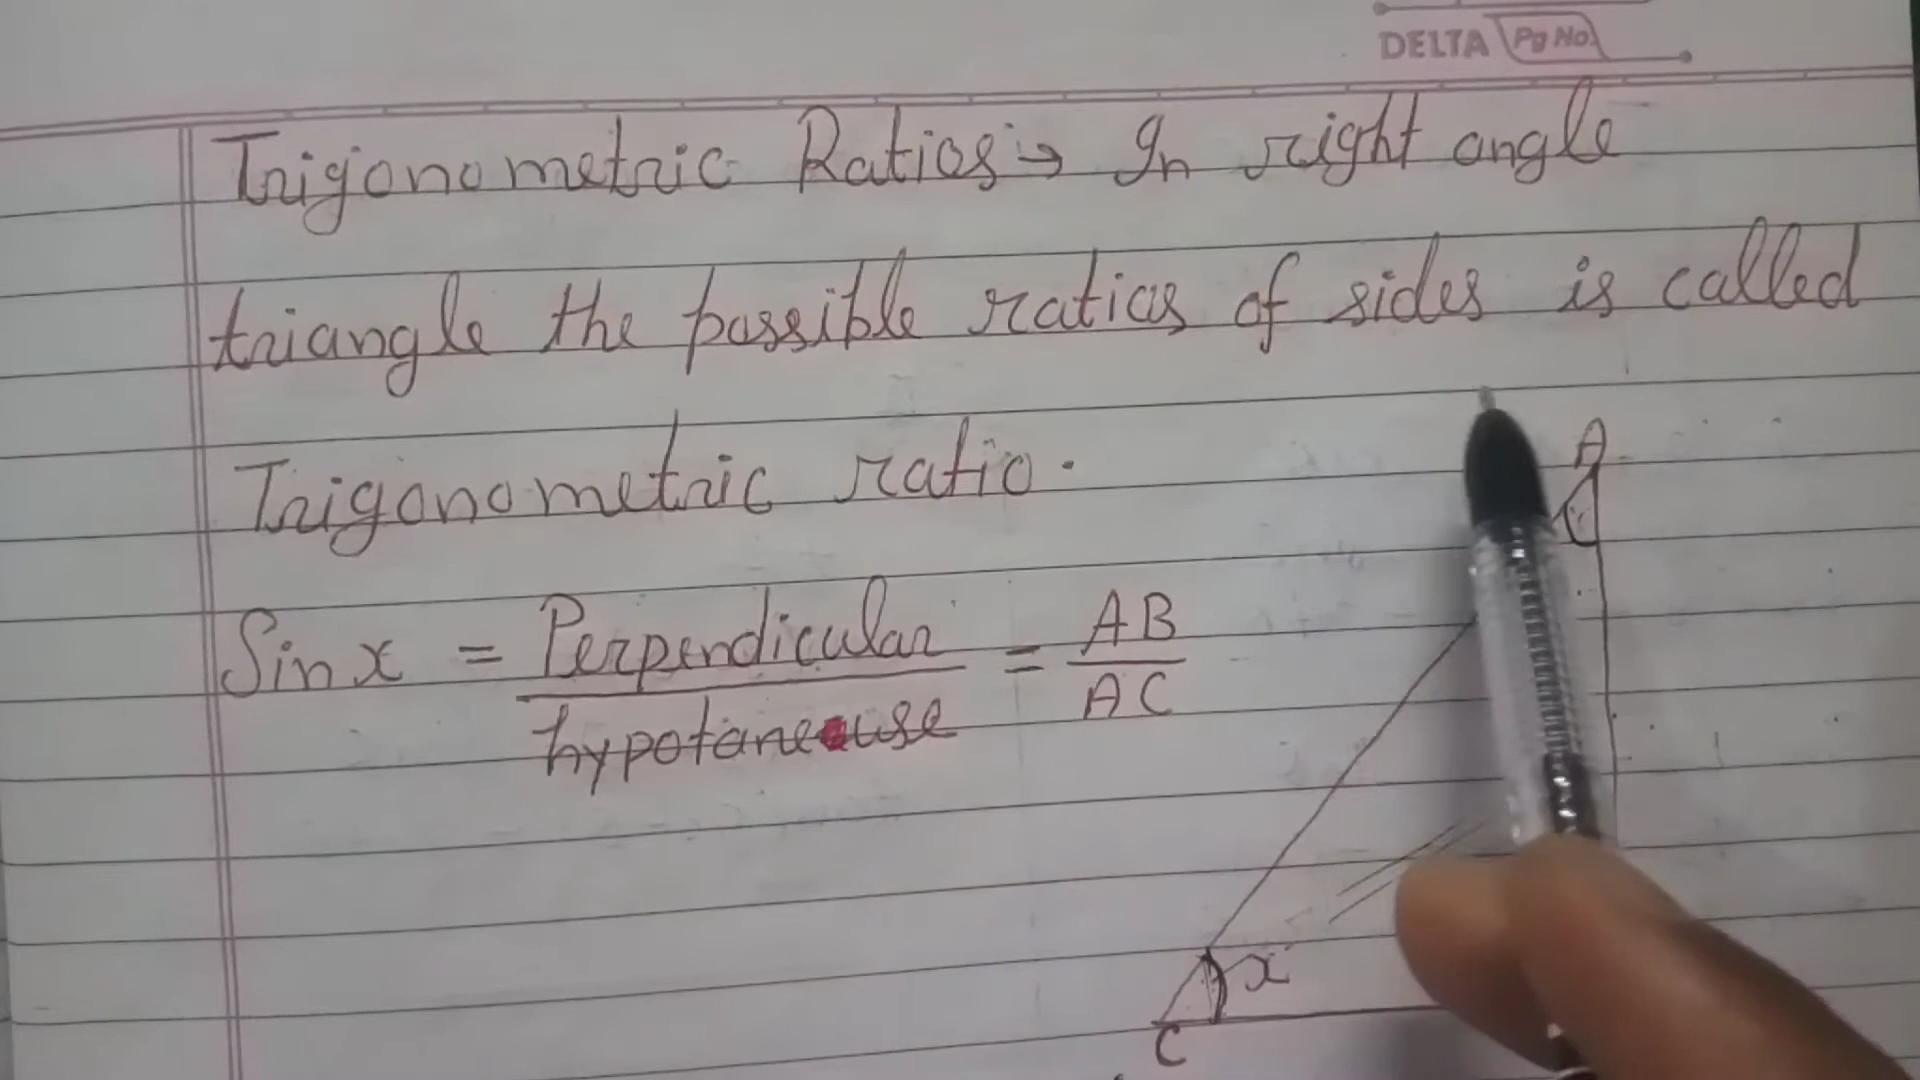 DELTA Pg No.
Trigonometric Ratios:→ In right angle
triangle the possible ratios of sides is called
Trigonometric ratio.
Sin x = Perpendicular / hypotaneuse = AB / AC
A
x
C